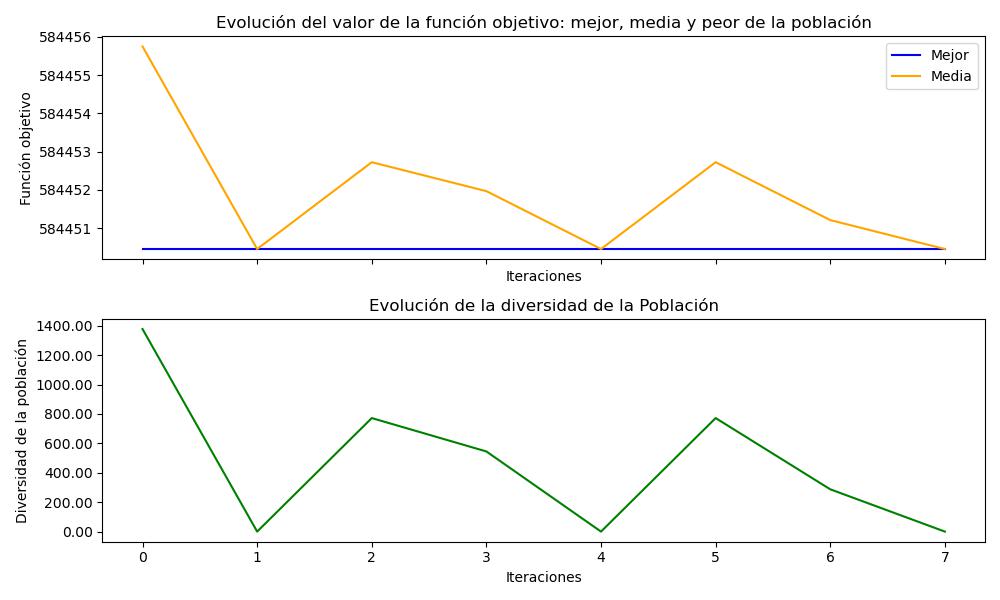 Evolución del valor de la función objetivo: mejor, media y peor de la población
584456
584455
584454
584453
584452
584451
Función objetivo
Mejor
Media
Iteraciones
Evolución de la diversidad de la Población
1400.00
1200.00
1000.00
800.00
600.00
400.00
200.00
0.00
Diversidad de la población
0 1 2 3 4 5 6 7
Iteraciones